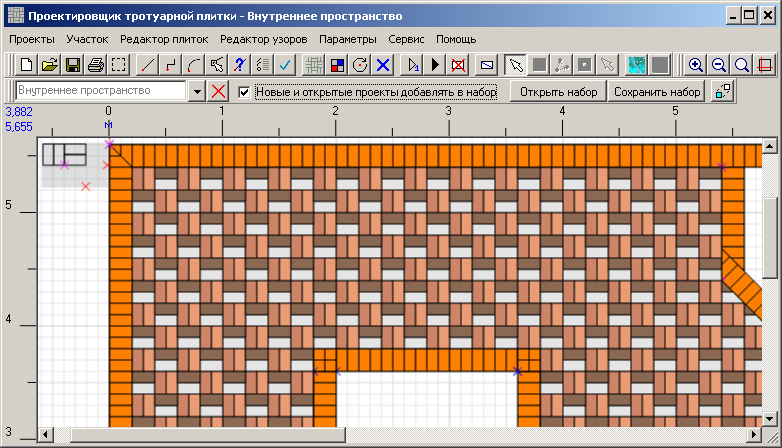 Проектировщик тротуарной плитки - Внутреннее пространство
Проекты Участок Редактор плиток Редактор узоров Параметры Сервис Помощь
Внутреннее пространство Новые и открытые проекты добавлять в набор Открыть набор Сохранить набор
3,882 0 1 2 3 4 5
5,655 м
5
4
3